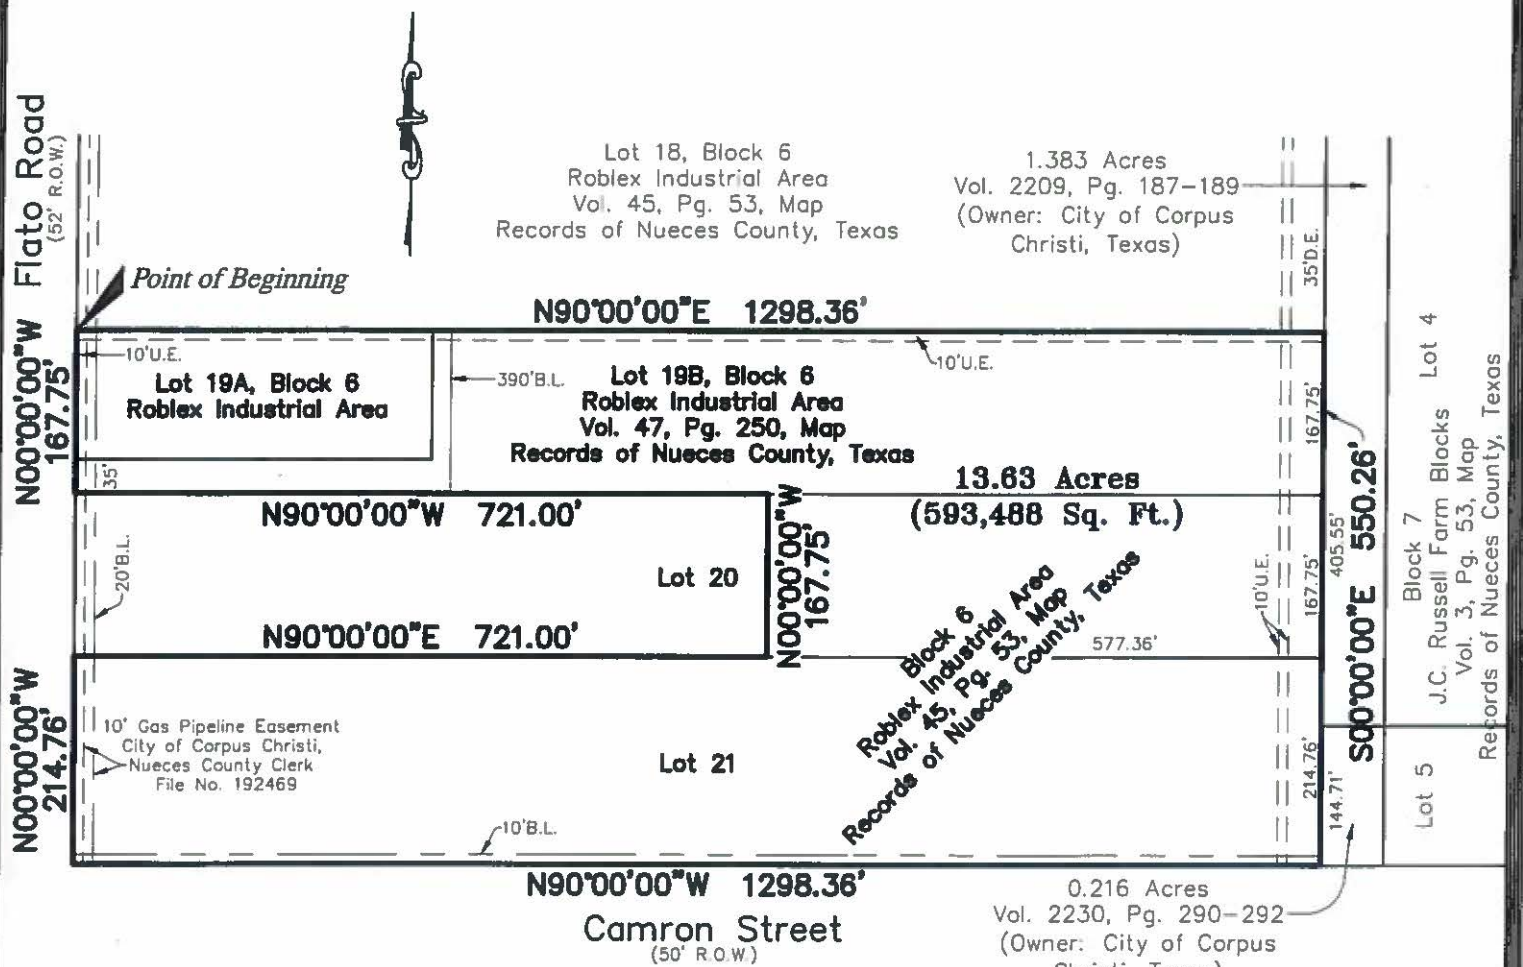 Flato Road
(52' R.O.W.)
Lot 18, Block 6
Roblex Industrial Area
Vol. 45, Pg. 53, Map
Records of Nueces County, Texas
1.383 Acres
Vol. 2209, Pg. 187-189
(Owner: City of Corpus
Christi, Texas)
35'D.E.
Point of Beginning
N90°00'00"E 1298.36'
N00°00'00"W
167.75'
10'U.E.
Lot 19A, Block 6
Roblex Industrial Area
35'
390'B.L.
Lot 19B, Block 6
Roblex Industrial Area
Vol. 47, Pg. 250, Map
Records of Nueces County, Texas
10'U.E.
167.75'
13.63 Acres
(593,488 Sq. Ft.)
N90°00'00"W 721.00'
N00°00'00"W
167.75'
Lot 20
20'B.L.
N90°00'00"E 721.00'
Block 6
Roblex Industrial Area
Vol. 45, Pg. 53, Map
Records of Nueces County, Texas
10'U.E.
167.75'
405.55'
577.36'
S00°00'00"E 550.26'
Lot 4
Block 7
J.C. Russell Farm Blocks
Vol. 3, Pg. 53, Map
Records of Nueces County, Texas
N00°00'00"W
214.76'
10' Gas Pipeline Easement
City of Corpus Christi,
Nueces County Clerk
File No. 192469
Lot 21
10'B.L.
214.76'
144.71'
Lot 5
N90°00'00"W 1298.36'
Camron Street
(50' R.O.W.)
0.216 Acres
Vol. 2230, Pg. 290-292
(Owner: City of Corpus